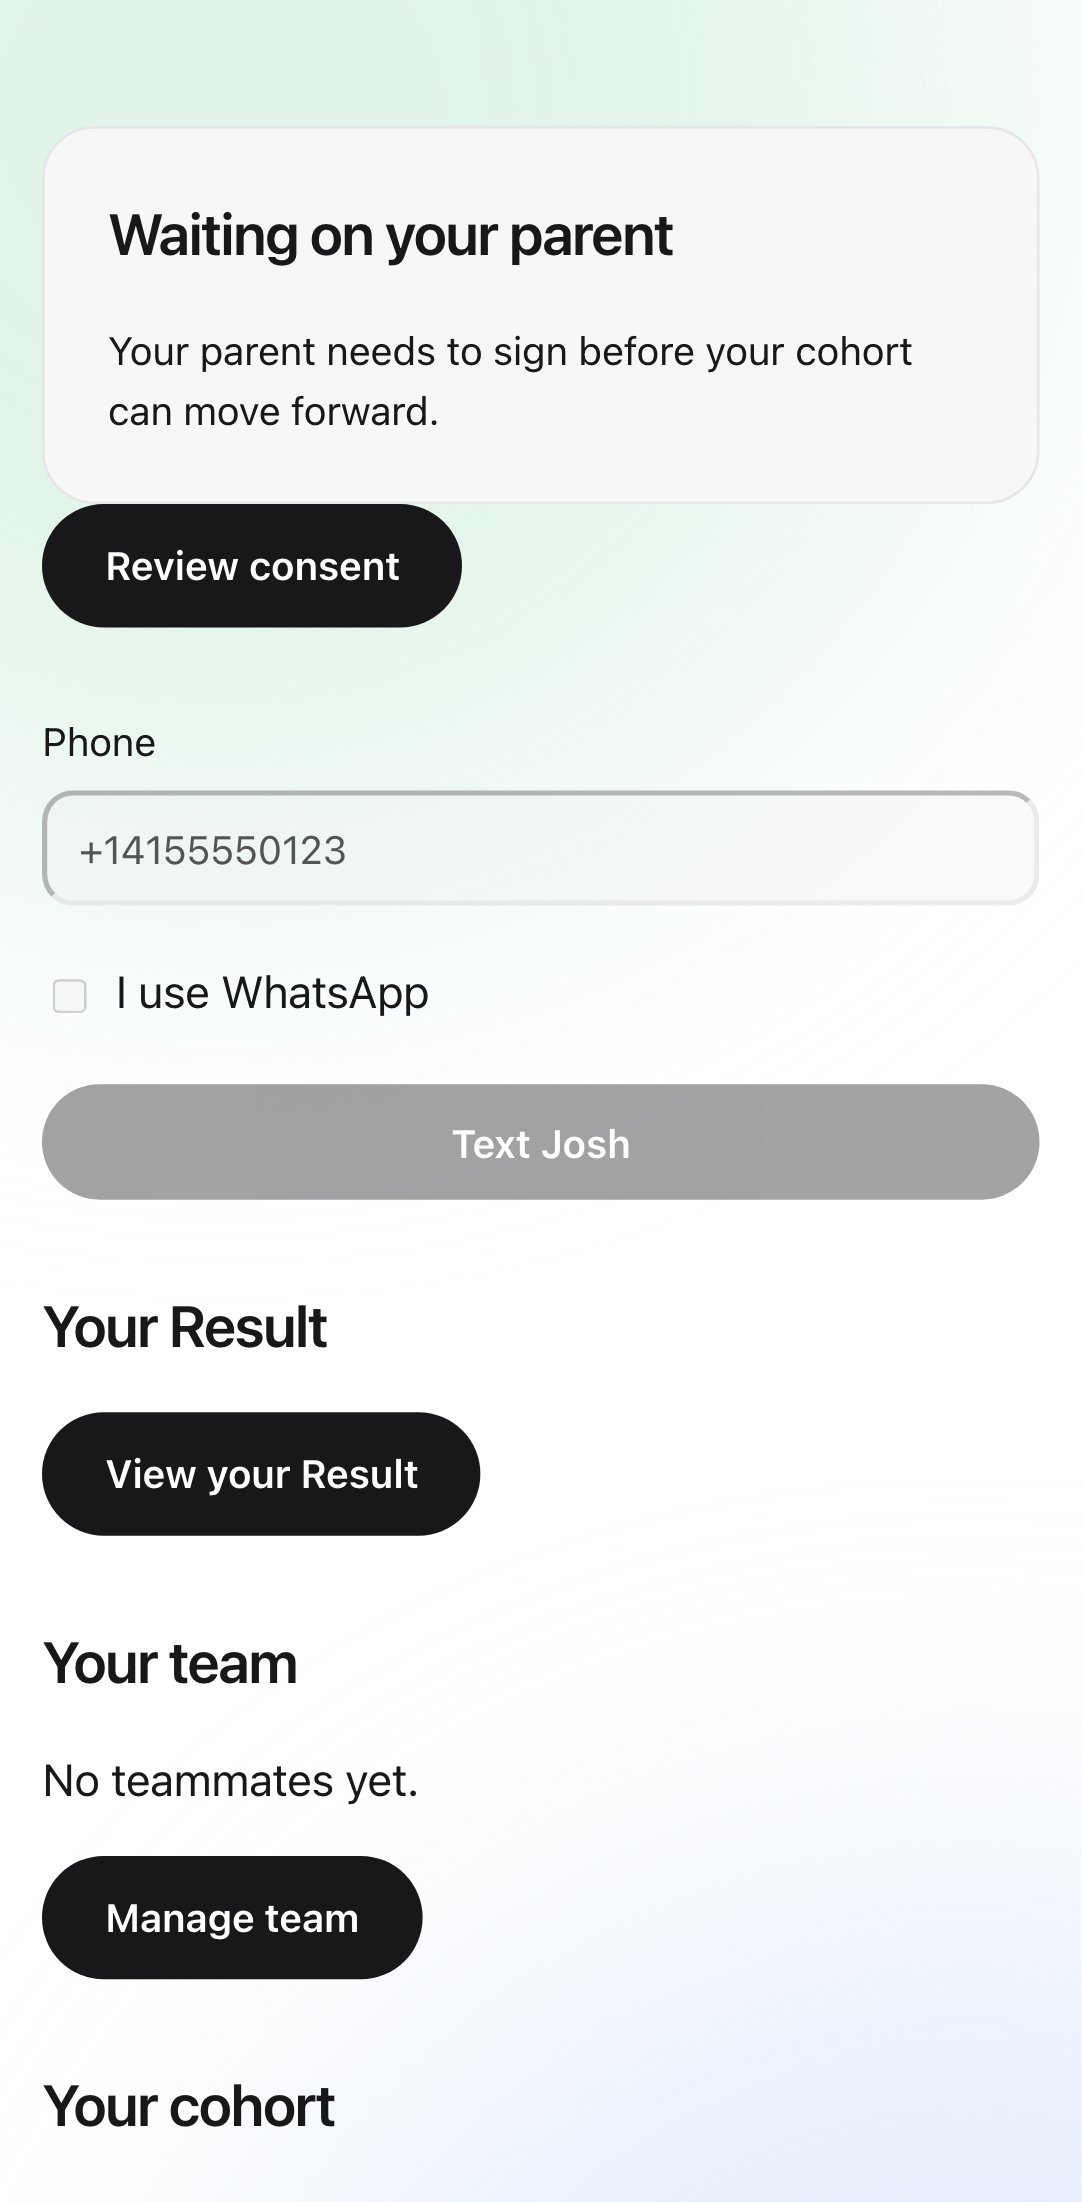 Waiting on your parent
Your parent needs to sign before your cohort
can move forward.
Review consent
Phone
+14155550123
I use WhatsApp
Text Josh
Your Result
View your Result
Your team
No teammates yet.
Manage team
Your cohort